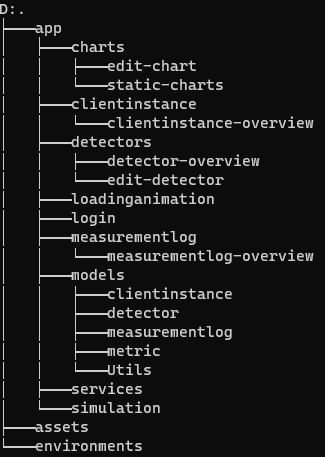 D:.
├───app
│   ├───charts
│   │   ├───edit-chart
│   │   └───static-charts
│   ├───clientinstance
│   │   └───clientinstance-overview
│   ├───detectors
│   │   ├───detector-overview
│   │   └───edit-detector
│   ├───loadinganimation
│   ├───login
│   ├───measurementlog
│   │   └───measurementlog-overview
│   ├───models
│   │   ├───clientinstance
│   │   ├───detector
│   │   ├───measurementlog
│   │   ├───metric
│   │   └───Utils
│   ├───services
│   └───simulation
├───assets
└───environments